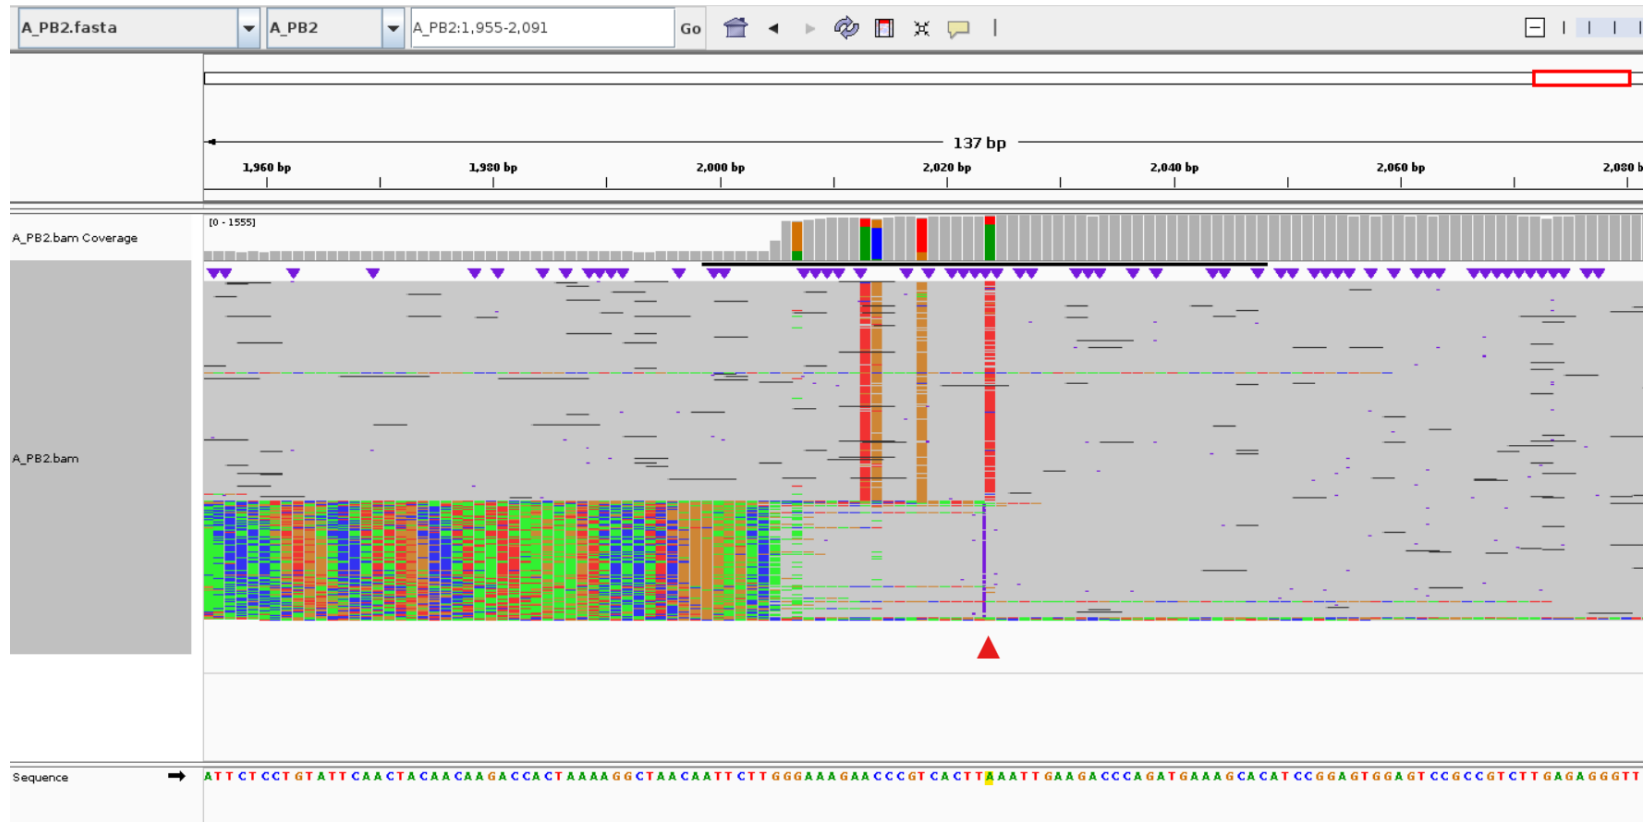 A_PB2.fasta A_PB2 A_PB2:1,955-2,091 Go
137 bp
1,960 bp 1,980 bp 2,000 bp 2,020 bp 2,040 bp 2,060 bp 2,080 b
[0 - 1555]
A_PB2.bam Coverage
A_PB2.bam
Sequence ATTCTCCTGTATTCAACTACAACAAGACCACTAAAAGGCTAACAATTCTTGGGAAAGAACCCGTCACTTAAATTGAAGACCCAGATGAAAGCACATCCGGAGTGGAGTCCGCCGTCTTGAGAGGGTT